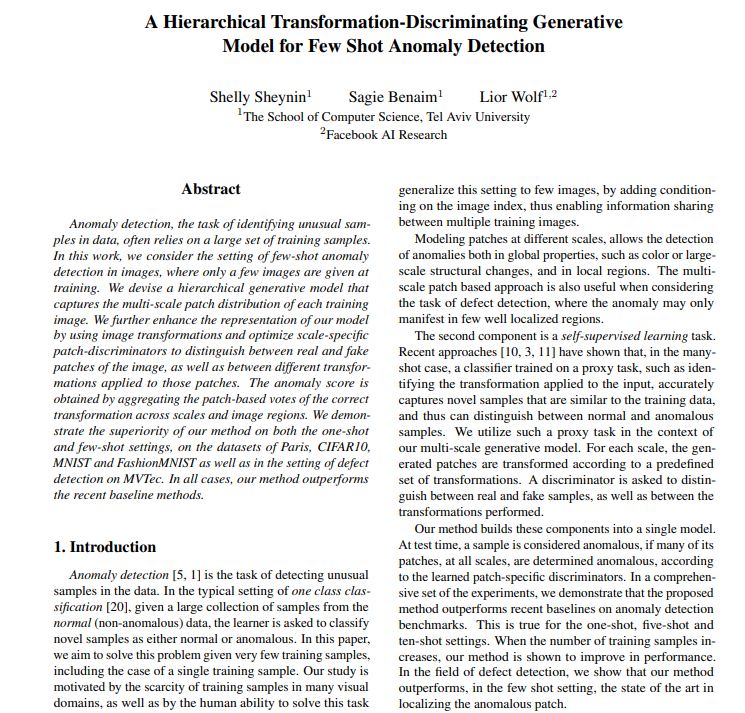 A Hierarchical Transformation-Discriminating Generative
Model for Few Shot Anomaly Detection
Shelly Sheynin¹ Sagie Benaim¹ Lior Wolf¹,²
¹The School of Computer Science, Tel Aviv University
²Facebook AI Research
Abstract
Anomaly detection, the task of identifying unusual sam-
ples in data, often relies on a large set of training samples.
In this work, we consider the setting of few-shot anomaly
detection in images, where only a few images are given at
training. We devise a hierarchical generative model that
captures the multi-scale patch distribution of each training
image. We further enhance the representation of our model
by using image transformations and optimize scale-specific
patch-discriminators to distinguish between real and fake
patches of the image, as well as between different transfor-
mations applied to those patches. The anomaly score is
obtained by aggregating the patch-based votes of the correct
transformation across scales and image regions. We demon-
strate the superiority of our method on both the one-shot
and few-shot settings, on the datasets of Paris, CIFAR10,
MNIST and FashionMNIST as well as in the setting of defect
detection on MVTec. In all cases, our method outperforms
the recent baseline methods.
1. Introduction
Anomaly detection [5, 1] is the task of detecting unusual
samples in the data. In the typical setting of one class clas-
sification [20], given a large collection of samples from the
normal (non-anomalous) data, the learner is asked to classify
novel samples as either normal or anomalous. In this paper,
we aim to solve this problem given very few training samples,
including the case of a single training sample. Our study is
motivated by the scarcity of training samples in many visual
domains, as well as by the human ability to solve this task
generalize this setting to few images, by adding condition-
ing on the image index, thus enabling information sharing
between multiple training images.
Modeling patches at different scales, allows the detection
of anomalies both in global properties, such as color or large-
scale structural changes, and in local regions. The multi-
scale patch based approach is also useful when considering
the task of defect detection, where the anomaly may only
manifest in few well localized regions.
The second component is a self-supervised learning task.
Recent approaches [10, 3, 11] have shown that, in the many-
shot case, a classifier trained on a proxy task, such as iden-
tifying the transformation applied to the input, accurately
captures novel samples that are similar to the training data,
and thus can distinguish between normal and anomalous
samples. We utilize such a proxy task in the context of
our multi-scale generative model. For each scale, the gen-
erated patches are transformed according to a predefined
set of transformations. A discriminator is asked to distin-
guish between real and fake samples, as well as between the
transformations performed.
Our method builds these components into a single model.
At test time, a sample is considered anomalous, if many of its
patches, at all scales, are determined anomalous, according
to the learned patch-specific discriminators. In a comprehen-
sive set of the experiments, we demonstrate that the proposed
method outperforms recent baselines on anomaly detection
benchmarks. This is true for the one-shot, five-shot and
ten-shot settings. When the number of training samples in-
creases, our method is shown to improve in performance.
In the field of defect detection, we show that our method
outperforms, in the few shot setting, the state of the art in
localizing the anomalous patch.